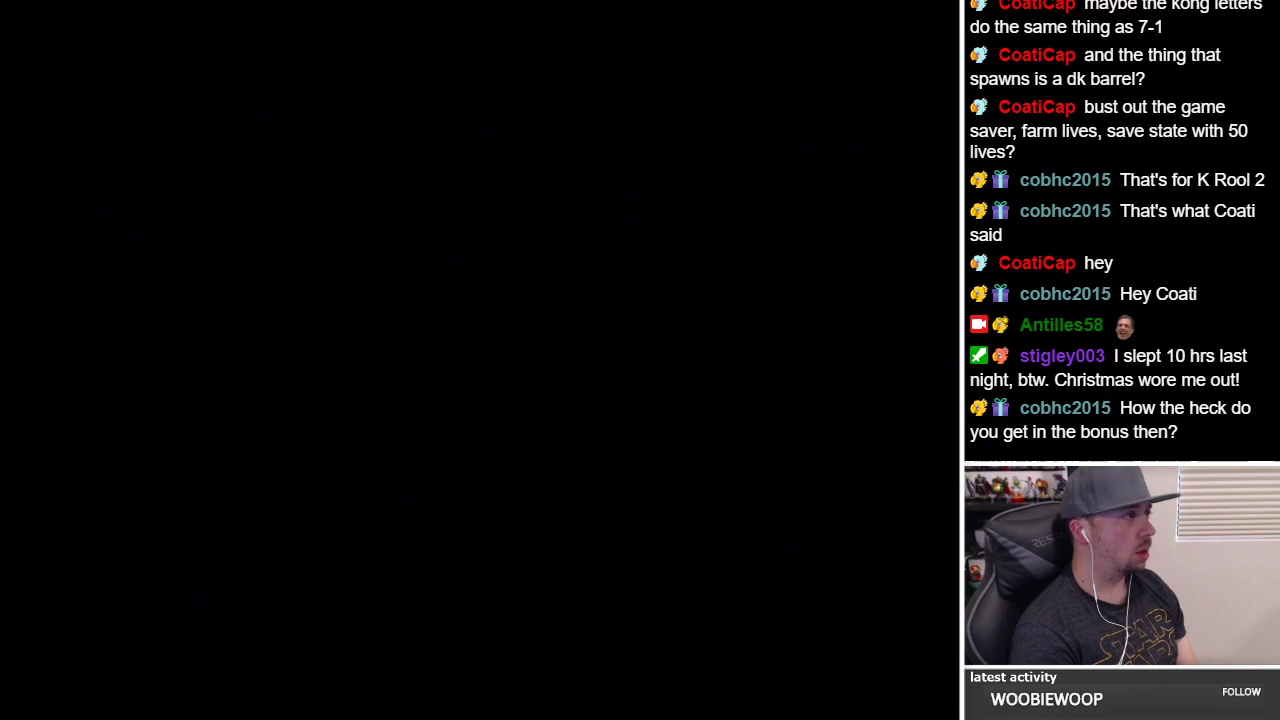 CoatiCap maybe the kong letters
do the same thing as 7-1
CoatiCap and the thing that
spawns is a dk barrel?
CoatiCap bust out the game
saver, farm lives, save state with 50
lives?
cobhc2015 That's for K Rool 2
cobhc2015 That's what Coati
said
CoatiCap hey
cobhc2015 Hey Coati
Antilles58
stigley003 I slept 10 hrs last
night, btw. Christmas wore me out!
cobhc2015 How the heck do
you get in the bonus then?
STAR
latest activity
WOOBIEWOOP FOLLOW